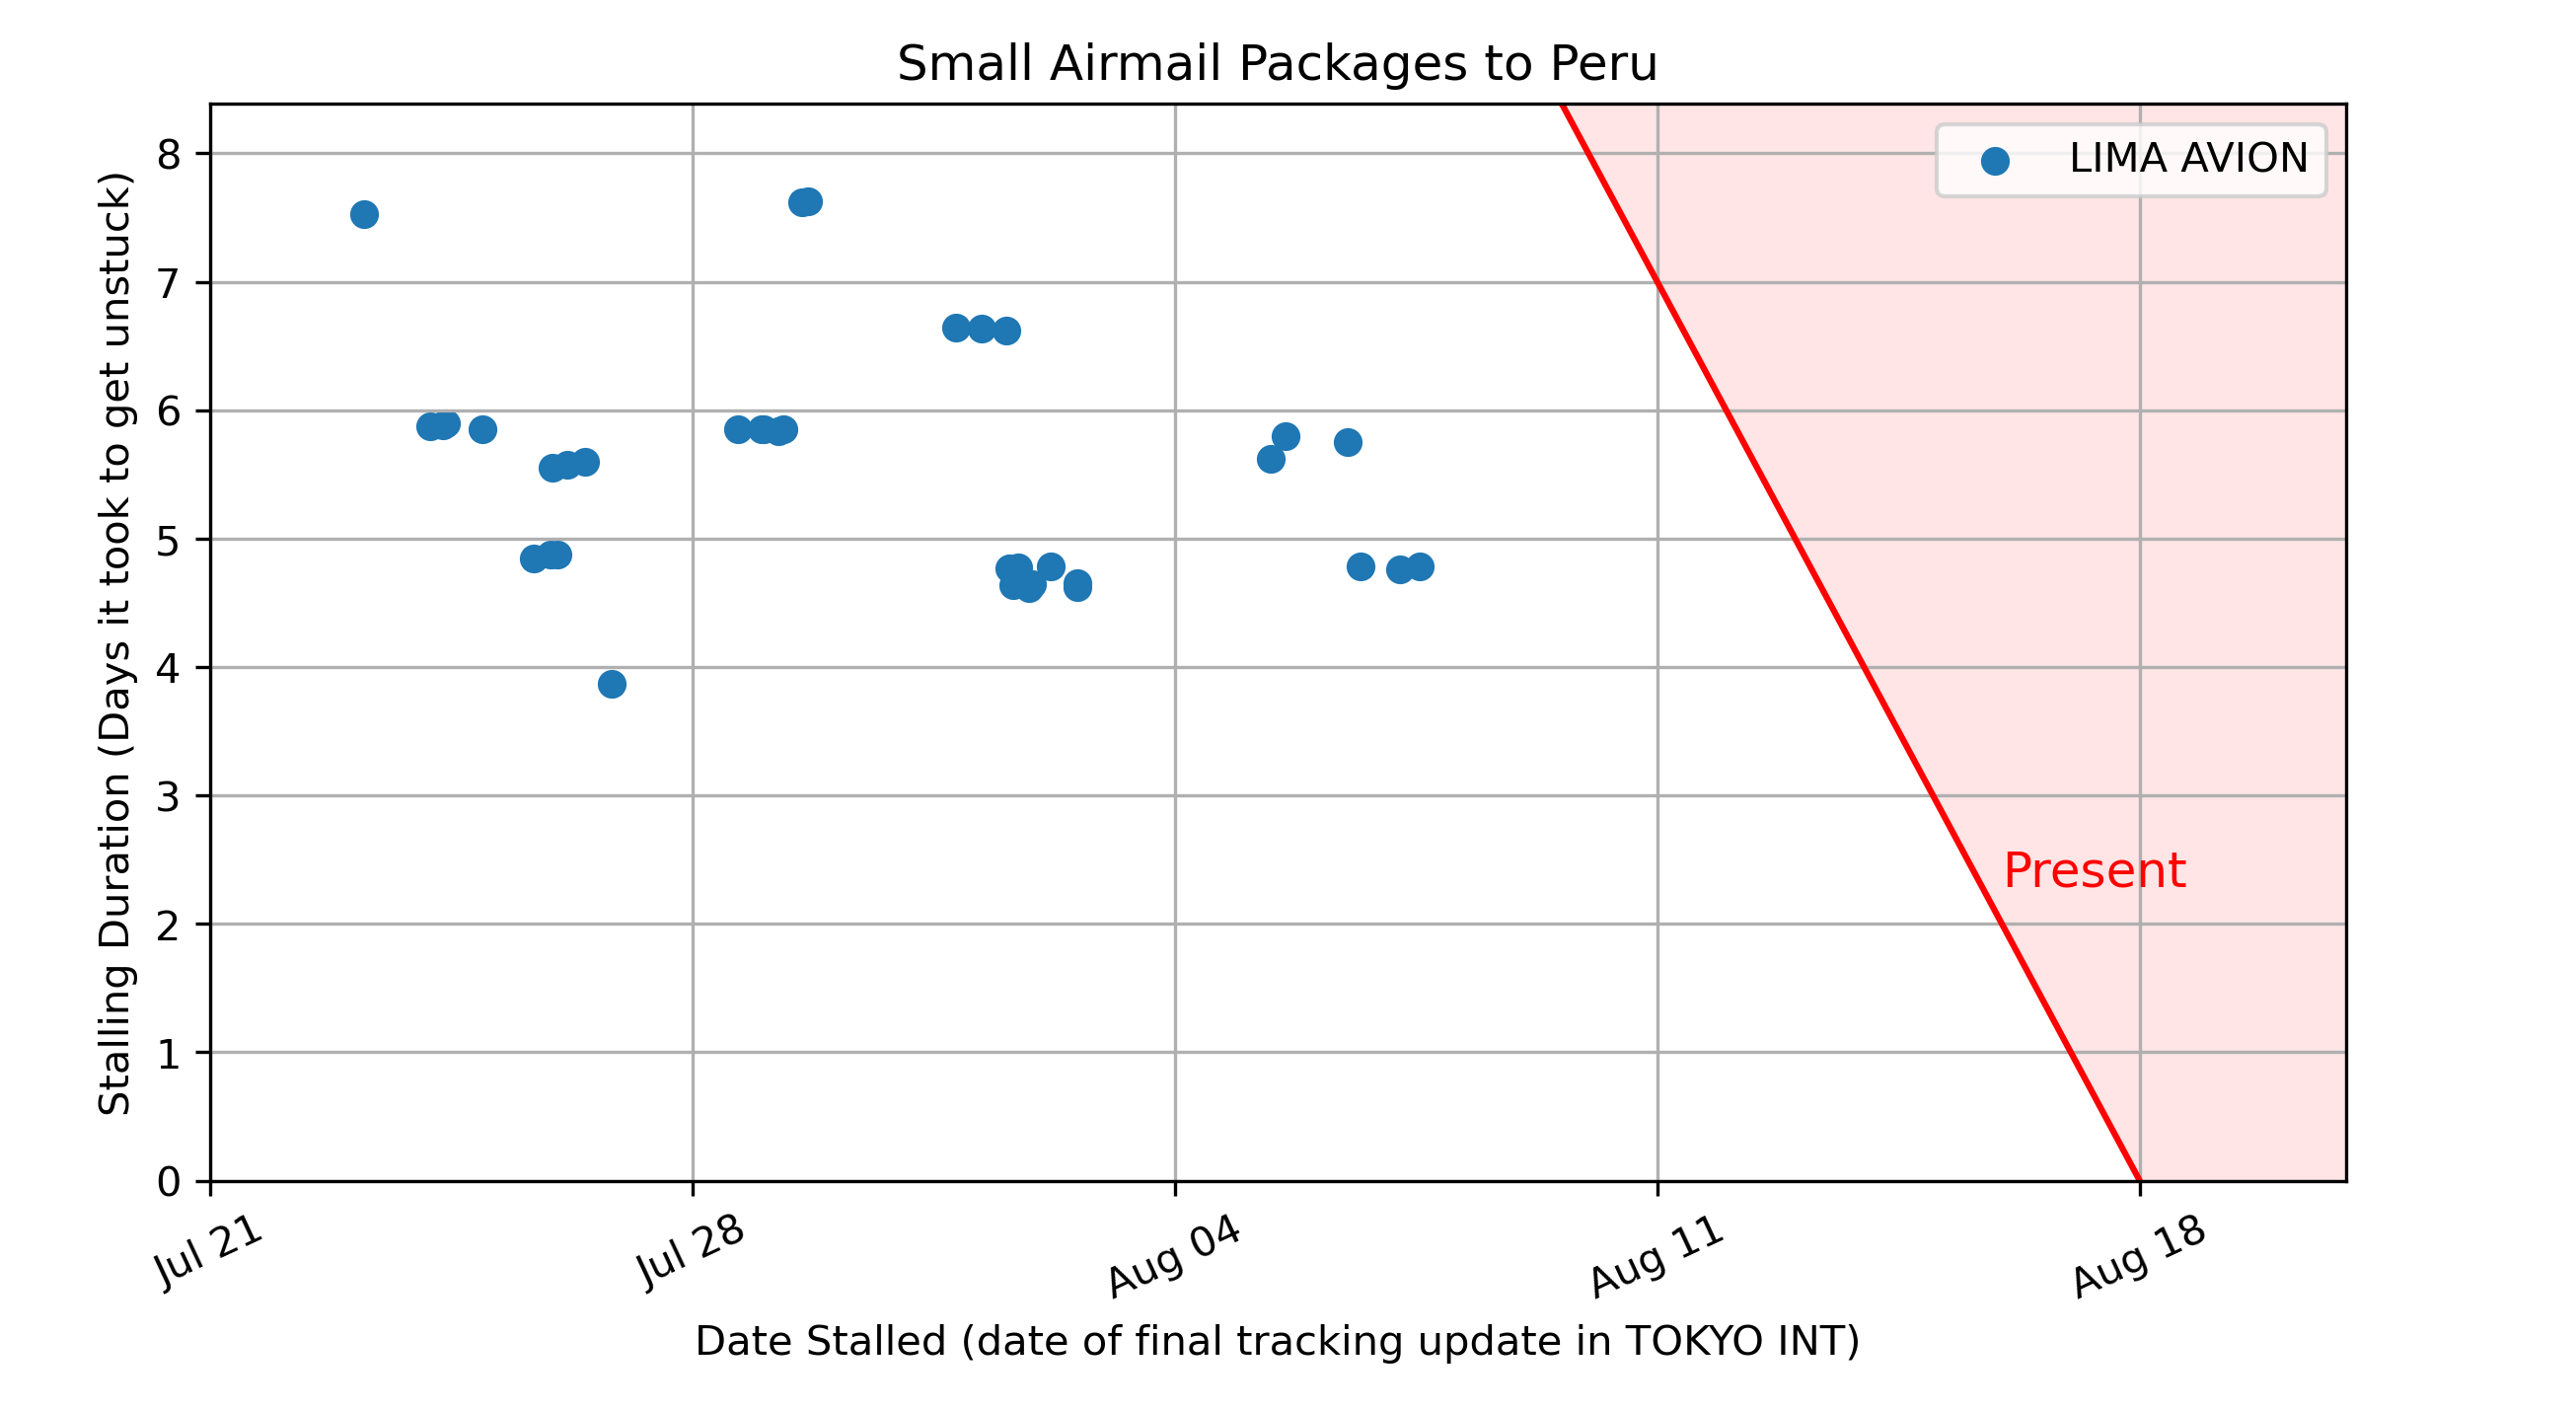 Small Airmail Packages to Peru
Stalling Duration (Days it took to get unstuck)
8
7
6
5
4
3
2
1
0
LIMA AVION
Present
Jul 21
Jul 28
Aug 04
Aug 11
Aug 18
Date Stalled (date of final tracking update in TOKYO INT)